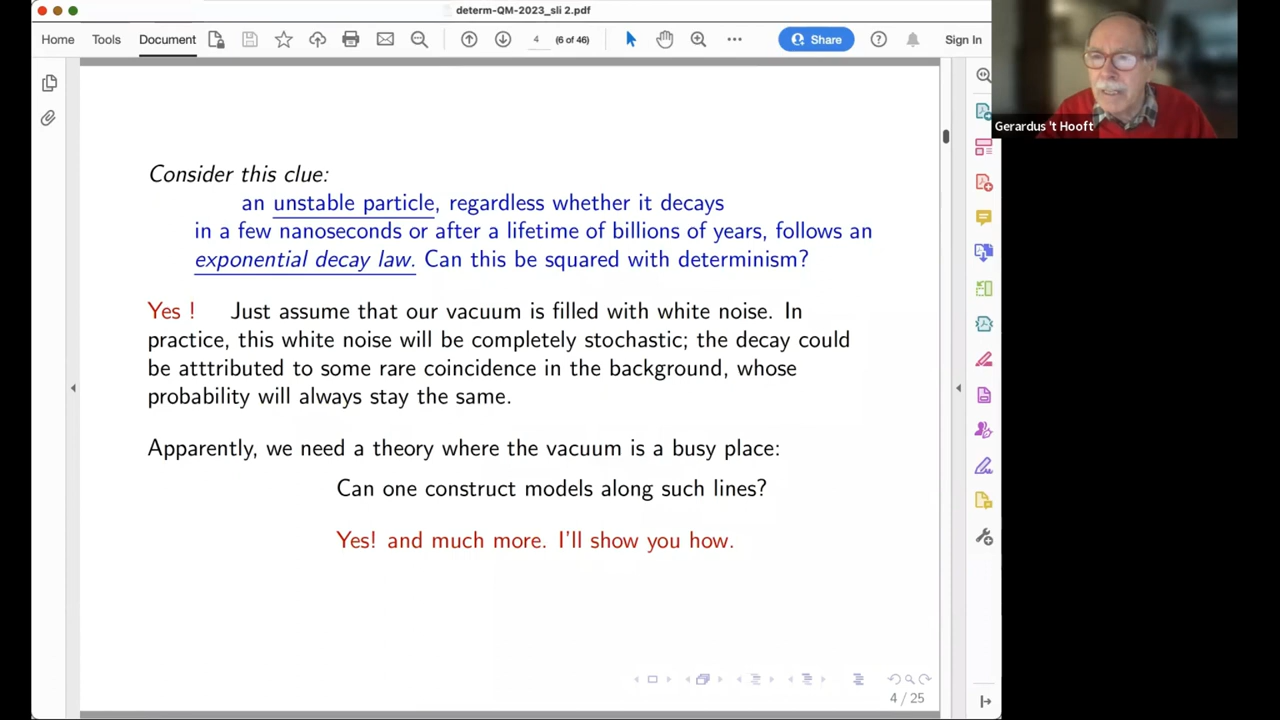 determ-QM-2023_sli 2.pdf
Home Tools Document 4 (6 of 46) Share Sign In
Gerardus 't Hooft
Consider this clue:
an unstable particle, regardless whether it decays
in a few nanoseconds or after a lifetime of billions of years, follows an
exponential decay law. Can this be squared with determinism?
Yes ! Just assume that our vacuum is filled with white noise. In
practice, this white noise will be completely stochastic; the decay could
be atttributed to some rare coincidence in the background, whose
probability will always stay the same.
Apparently, we need a theory where the vacuum is a busy place:
Can one construct models along such lines?
Yes! and much more. I'll show you how.
4 / 25